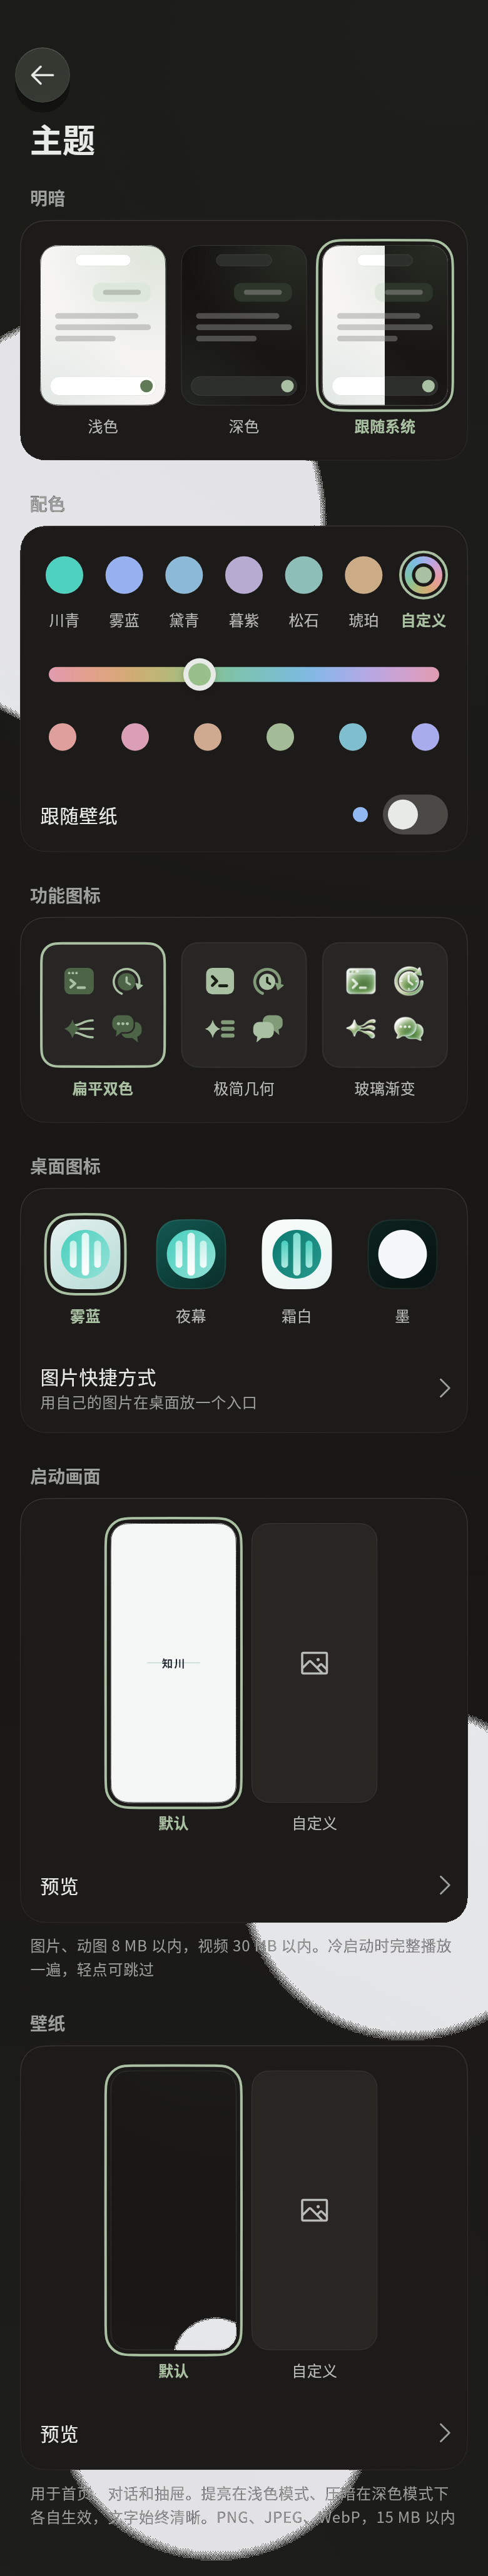 主题
明暗
浅色
深色
跟随系统
配色
川青
雾蓝
黛青
暮紫
松石
琥珀
自定义
跟随壁纸
功能图标
扁平双色
极简几何
玻璃渐变
桌面图标
雾蓝
夜幕
霜白
墨
图片快捷方式
用自己的图片在桌面放一个入口
启动画面
知川
默认
自定义
预览
图片、动图 8 MB 以内，视频 30 MB 以内。冷启动时完整播放
一遍，轻点可跳过
壁纸
默认
自定义
预览
用于首页、对话和抽屉。提亮在浅色模式、压暗在深色模式下
各自生效，文字始终清晰。PNG、JPEG、WebP，15 MB 以内